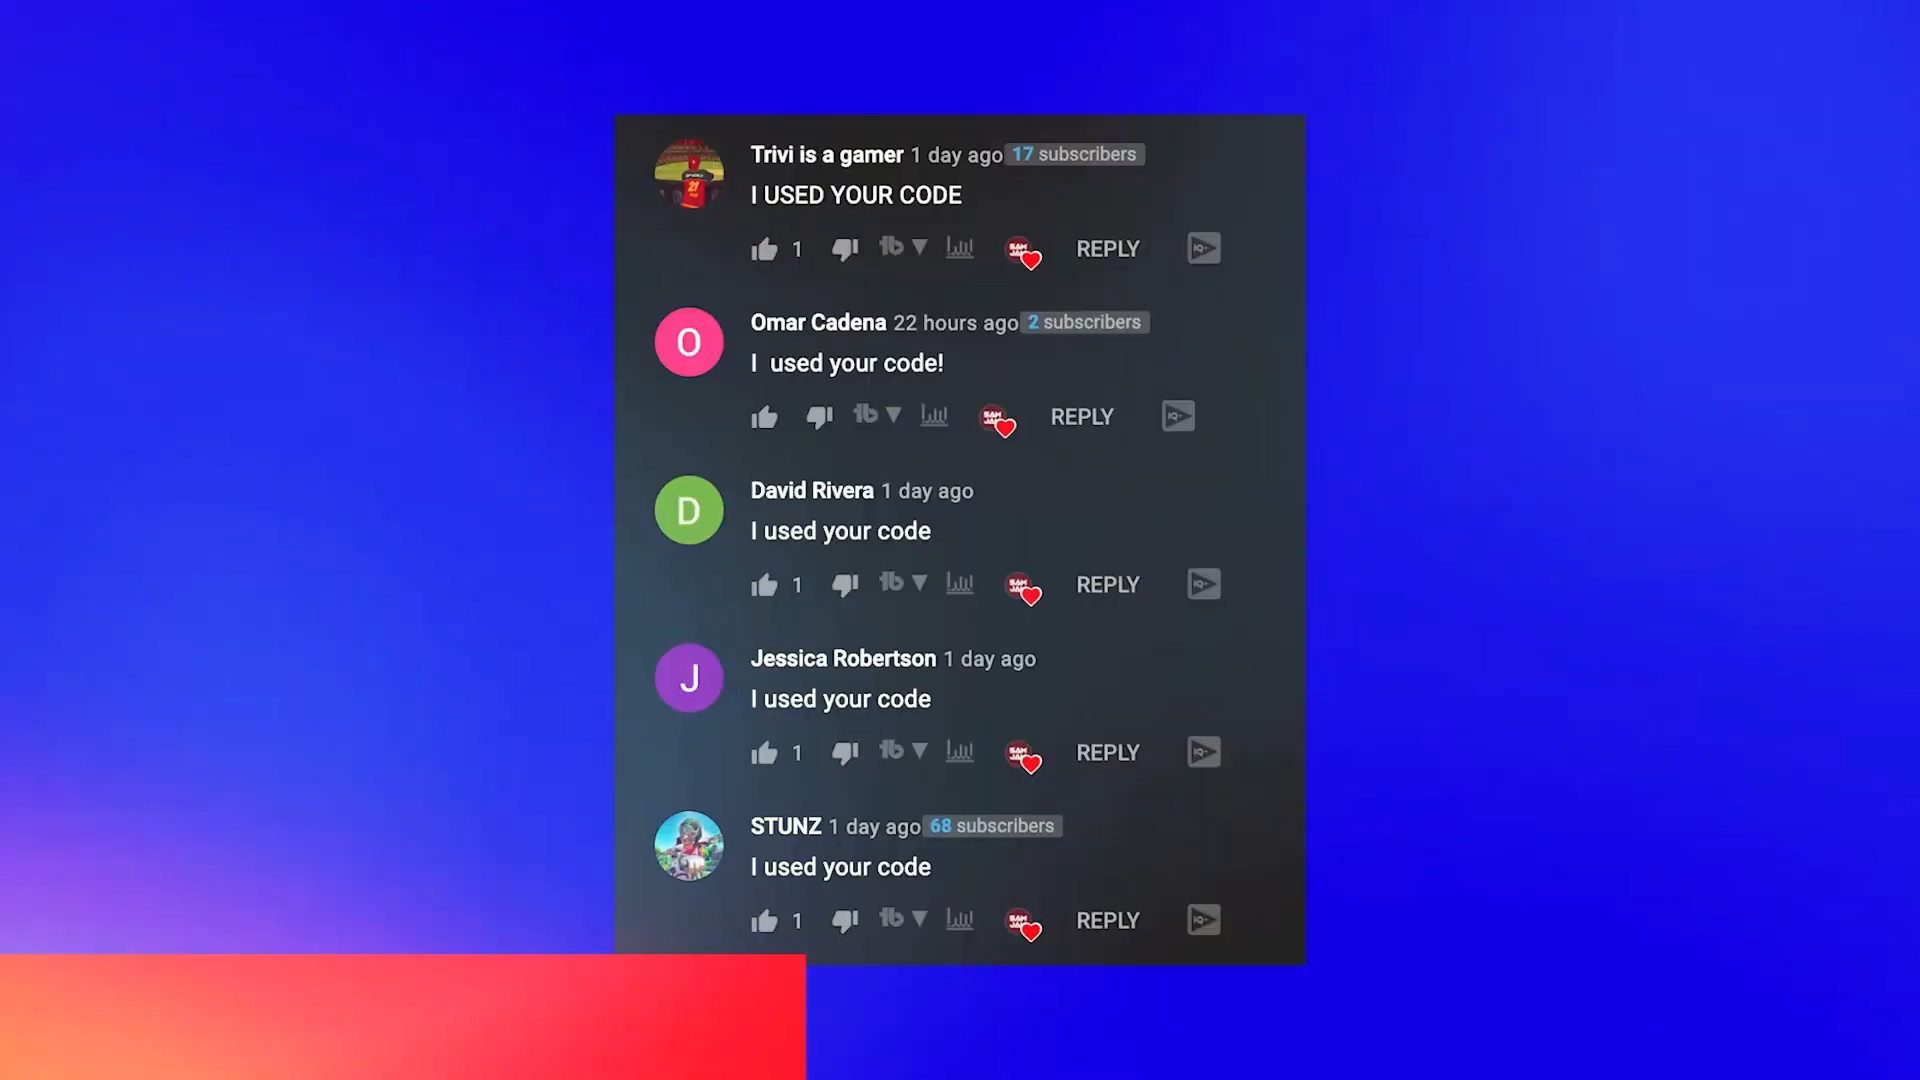 Trivi is a gamer 1 day ago 17 subscribers
I USED YOUR CODE
1 REPLY
O
Omar Cadena 22 hours ago 2 subscribers
I used your code!
REPLY
D
David Rivera 1 day ago
I used your code
1 REPLY
J
Jessica Robertson 1 day ago
I used your code
1 REPLY
STUNZ 1 day ago 68 subscribers
I used your code
1 REPLY